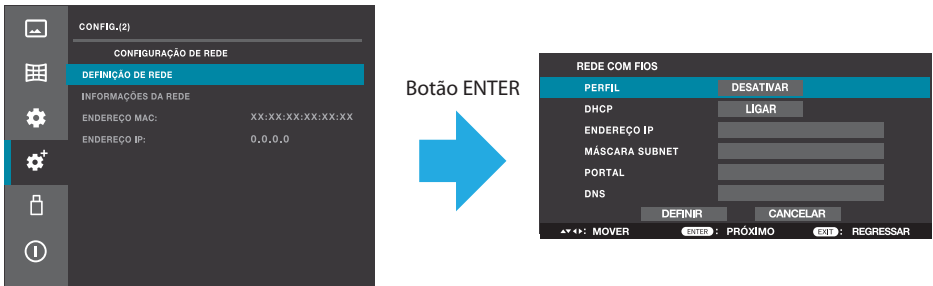 CONFIG.(2)
CONFIGURAÇÃO DE REDE
DEFINIÇÃO DE REDE
INFORMAÇÕES DA REDE
ENDEREÇO MAC: XX:XX:XX:XX:XX:XX
ENDEREÇO IP: 0.0.0.0
Botão ENTER
REDE COM FIOS
PERFIL DESATIVAR
DHCP LIGAR
ENDEREÇO IP
MÁSCARA SUBNET
PORTAL
DNS
DEFINIR CANCELAR
▲▼◄►: MOVER ENTER : PRÓXIMO EXIT : REGRESSAR